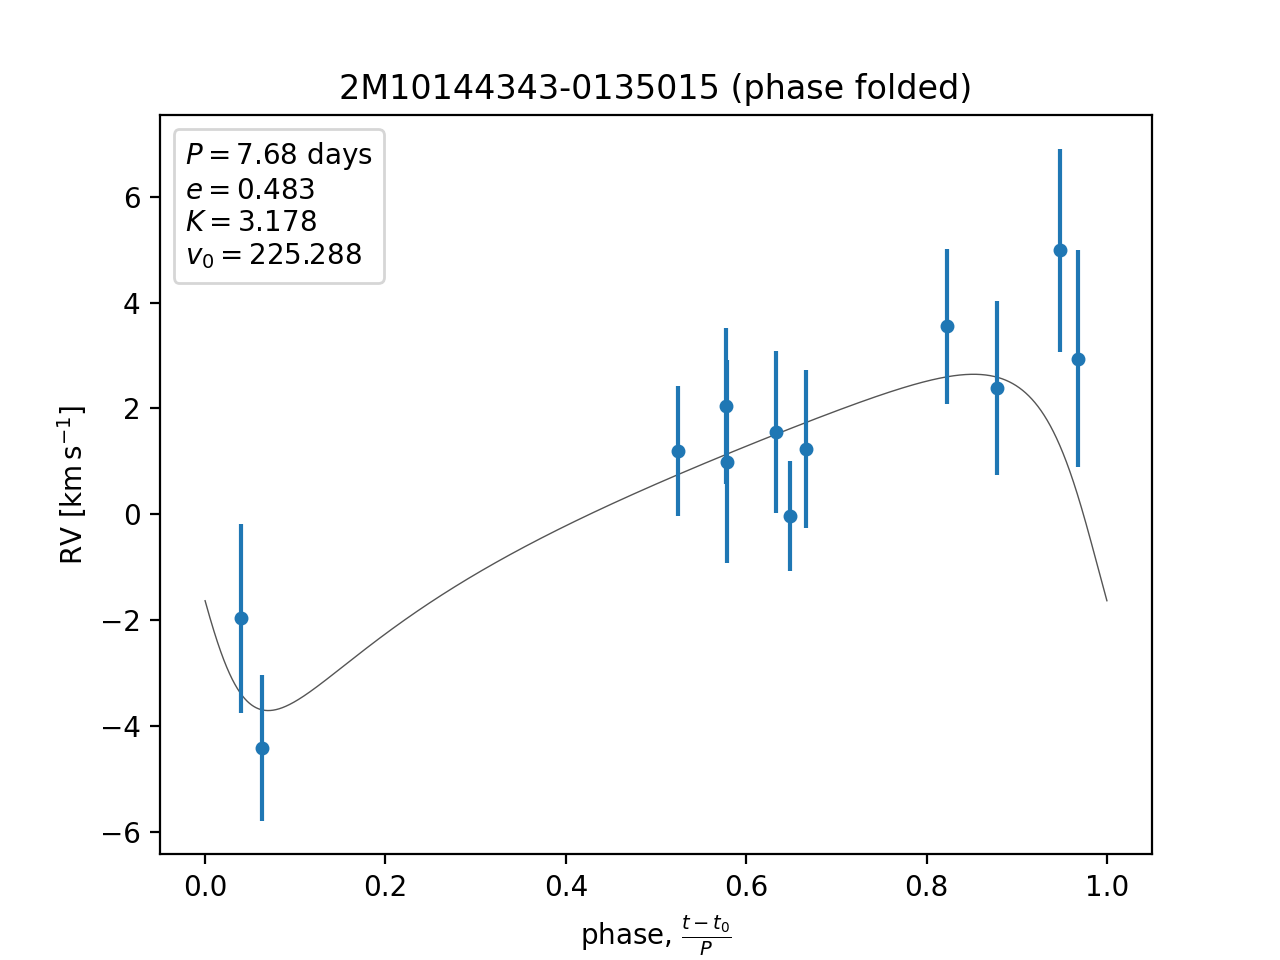 2M10144343-0135015 (phase folded)
P = 7.68 days
e = 0.483
K = 3.178
v₀ = 225.288
6
4
2
0
−2
−4
−6
RV [km s⁻¹]
0.0 0.2 0.4 0.6 0.8 1.0
phase, (t − t₀)/P